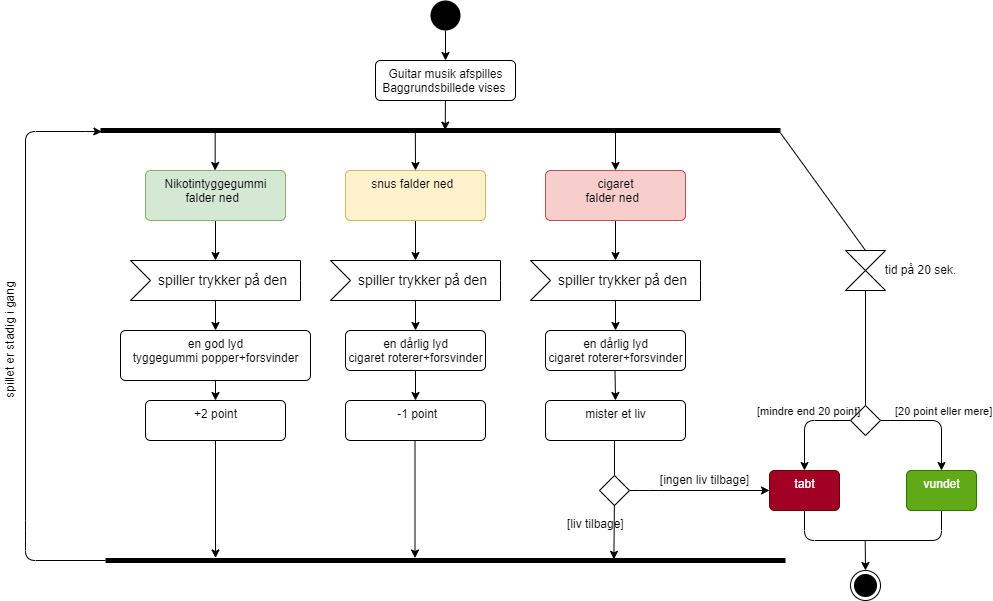 Guitar musik afspilles
Baggrundsbillede vises
Nikotintyggegummi
falder ned
snus falder ned
cigaret
falder ned
tid på 20 sek.
spiller trykker på den
spiller trykker på den
spiller trykker på den
spillet er stadig i gang
en god lyd
tyggegummi popper+forsvinder
en dårlig lyd
cigaret roterer+forsvinder
en dårlig lyd
cigaret roterer+forsvinder
+2 point
-1 point
mister et liv
[mindre end 20 point]
[20 point eller mere]
[ingen liv tilbage]
tabt
vundet
[liv tilbage]